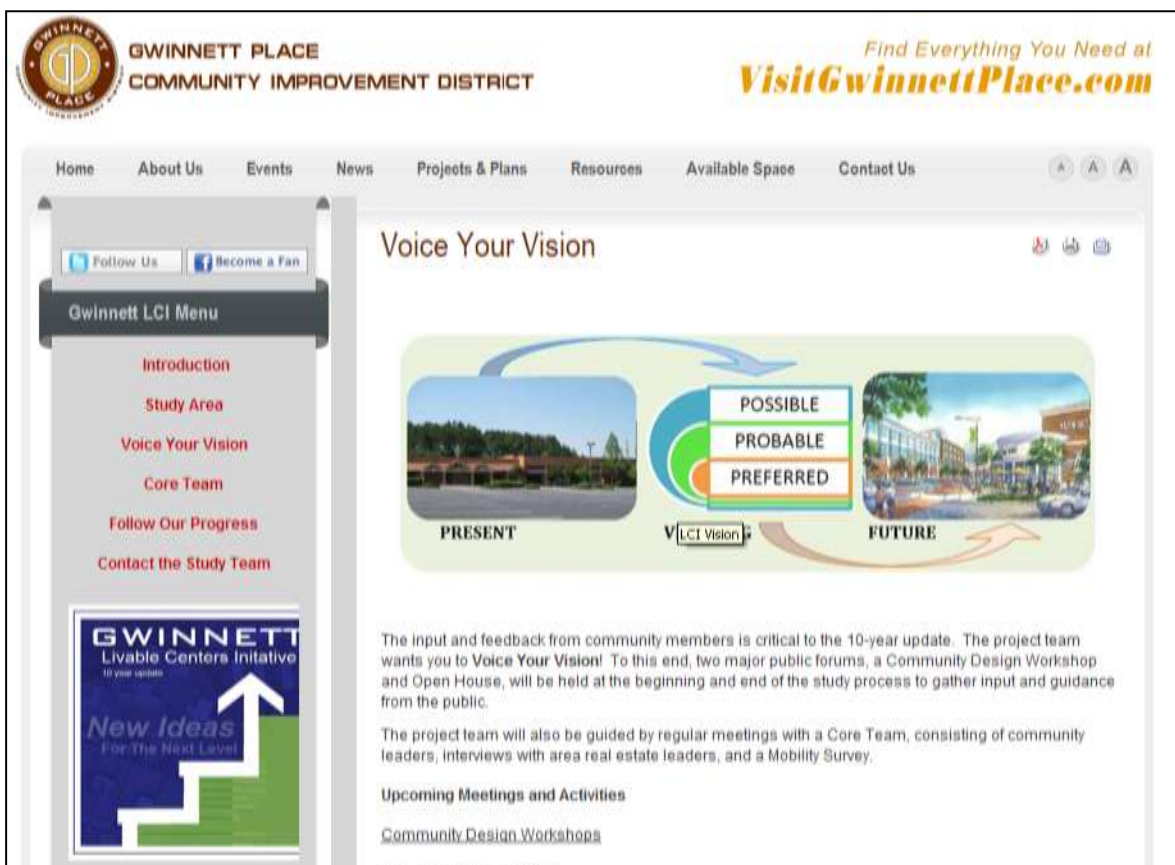 GWINNETT
GP
PLACE
COMMUNITY IMPROVEMENT DISTRICT
GWINNETT PLACE
COMMUNITY IMPROVEMENT DISTRICT
Find Everything You Need at
VisitGwinnettPlace.com
Home About Us Events News Projects & Plans Resources Available Space Contact Us A A A
Follow Us Become a Fan
Gwinnett LCI Menu
Introduction
Study Area
Voice Your Vision
Core Team
Follow Our Progress
Contact the Study Team
GWINNETT
Livable Centers Initative
10 year update
New Ideas
For The Next Level
Voice Your Vision
POSSIBLE
PROBABLE
PREFERRED
PRESENT
LCI Vision
FUTURE
The input and feedback from community members is critical to the 10-year update. The project team
wants you to Voice Your Vision! To this end, two major public forums, a Community Design Workshop
and Open House, will be held at the beginning and end of the study process to gather input and guidance
from the public.
The project team will also be guided by regular meetings with a Core Team, consisting of community
leaders, interviews with area real estate leaders, and a Mobility Survey.
Upcoming Meetings and Activities
Community Design Workshops